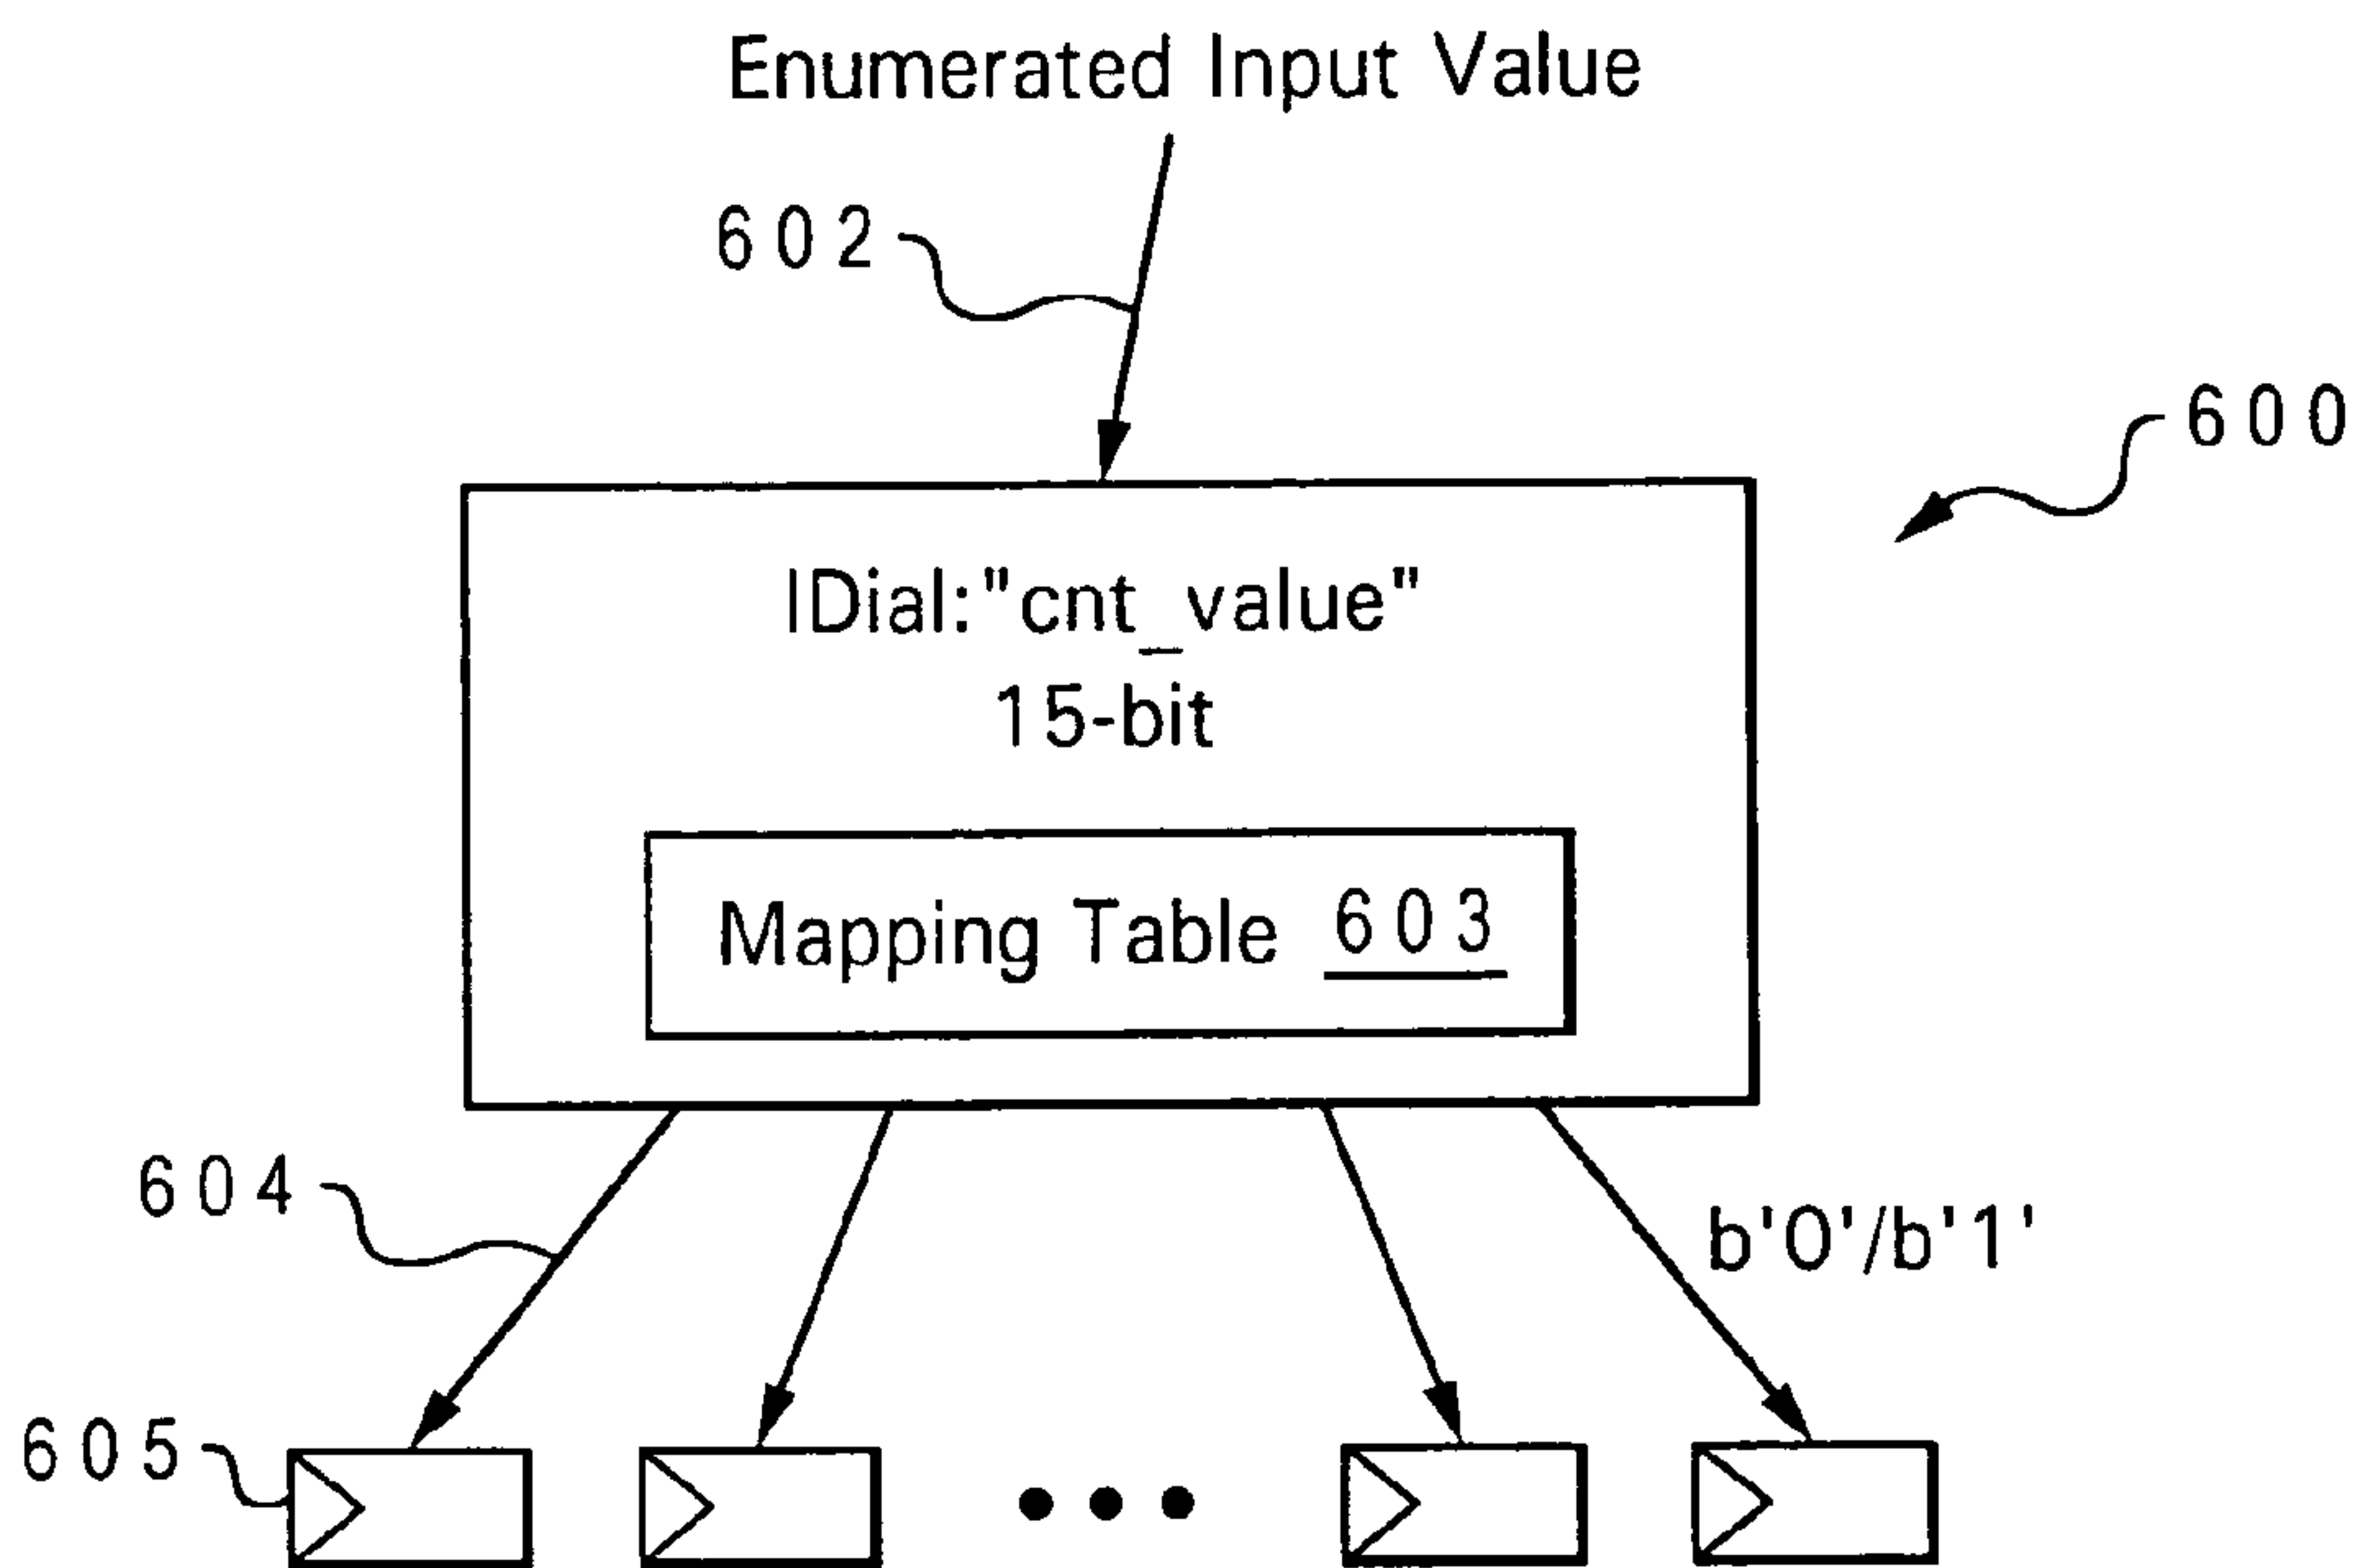 Enumerated Input Value
602
600
IDial:"cnt_value"
15-bit
Mapping Table 603
604
b'0'/b'1'
605